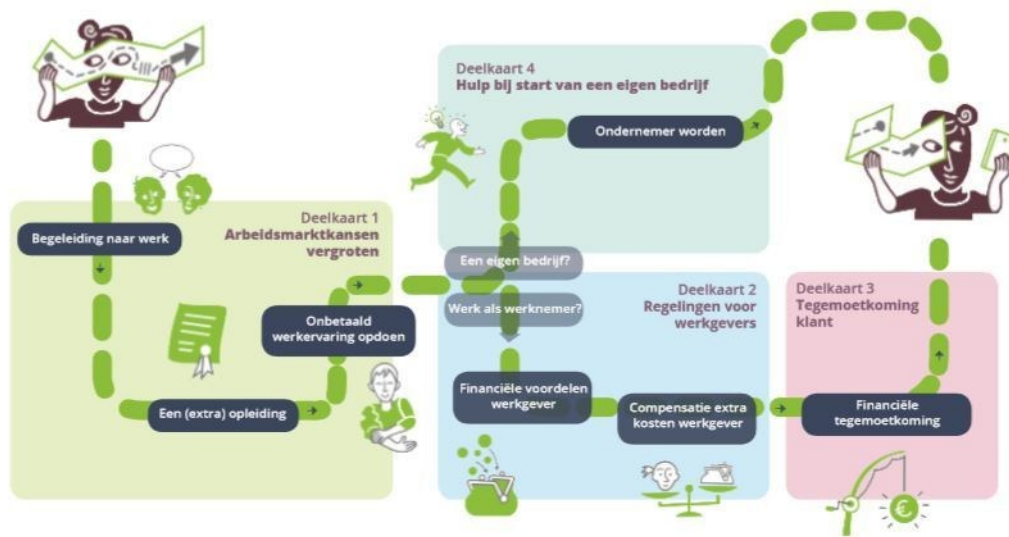 Deelkaart 1
Arbeidsmarktkansen
vergroten
Begeleiding naar werk
Een (extra) opleiding
Onbetaald
werkervaring opdoen
Een eigen bedrijf?
Werk als werknemer?
Deelkaart 4
Hulp bij start van een eigen bedrijf
Ondernemer worden
Deelkaart 2
Regelingen voor
werkgevers
Financiële voordelen
werkgever
Compensatie extra
kosten werkgever
Deelkaart 3
Tegemoetkoming
klant
Financiële
tegemoetkoming
€